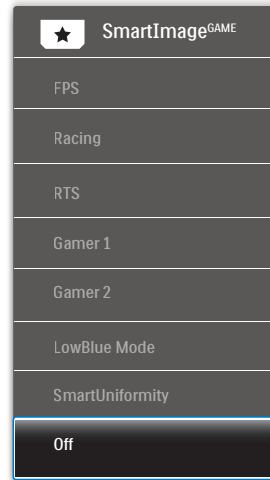 SmartImageGAME
FPS
Racing
RTS
Gamer 1
Gamer 2
LowBlue Mode
SmartUniformity
Off